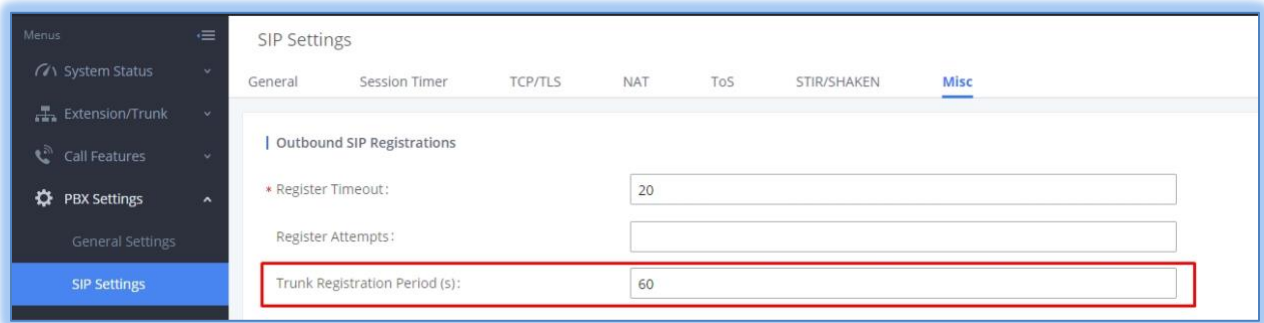 Menus
System Status
Extension/Trunk
Call Features
PBX Settings
General Settings
SIP Settings
SIP Settings
General Session Timer TCP/TLS NAT ToS STIR/SHAKEN Misc
Outbound SIP Registrations
* Register Timeout: 20
Register Attempts:
Trunk Registration Period (s): 60